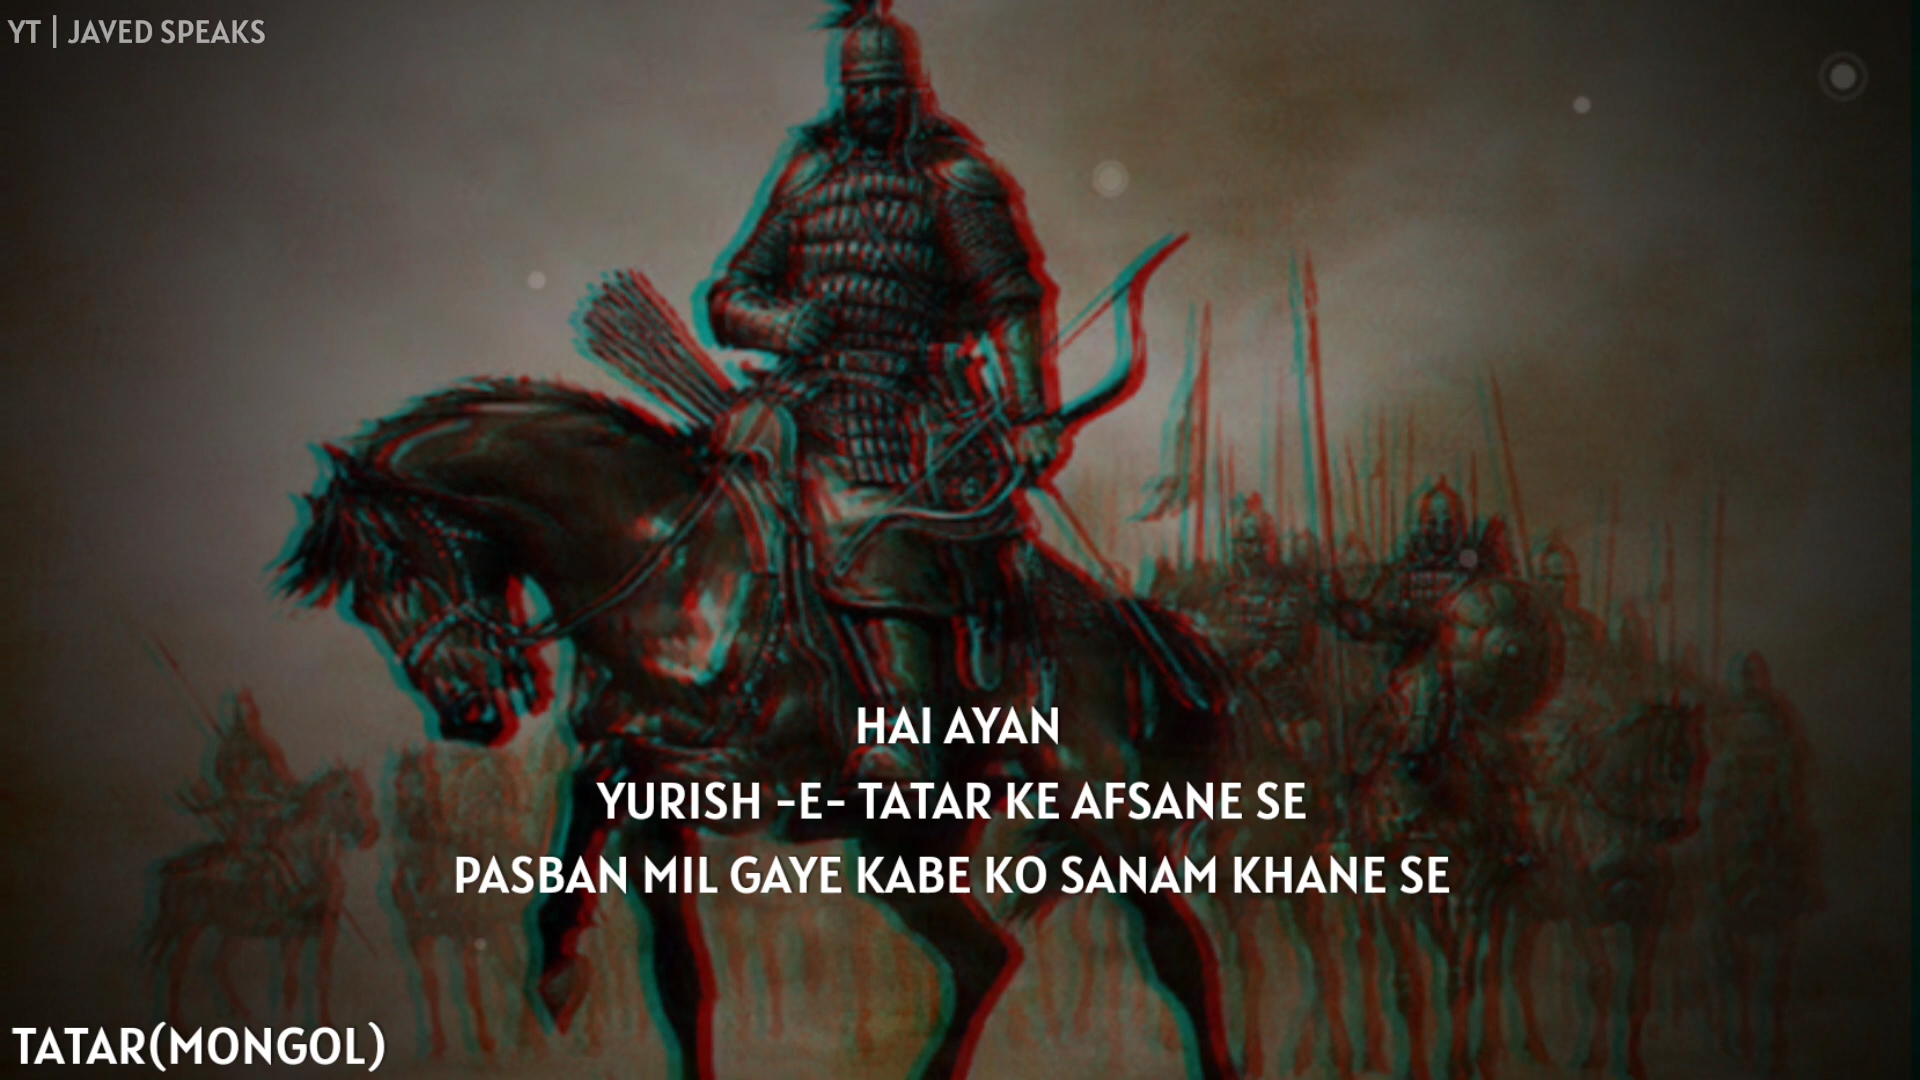 YT | JAVED SPEAKS
HAI AYAN
YURISH -E- TATAR KE AFSANE SE
PASBAN MIL GAYE KABE KO SANAM KHANE SE
TATAR(MONGOL)